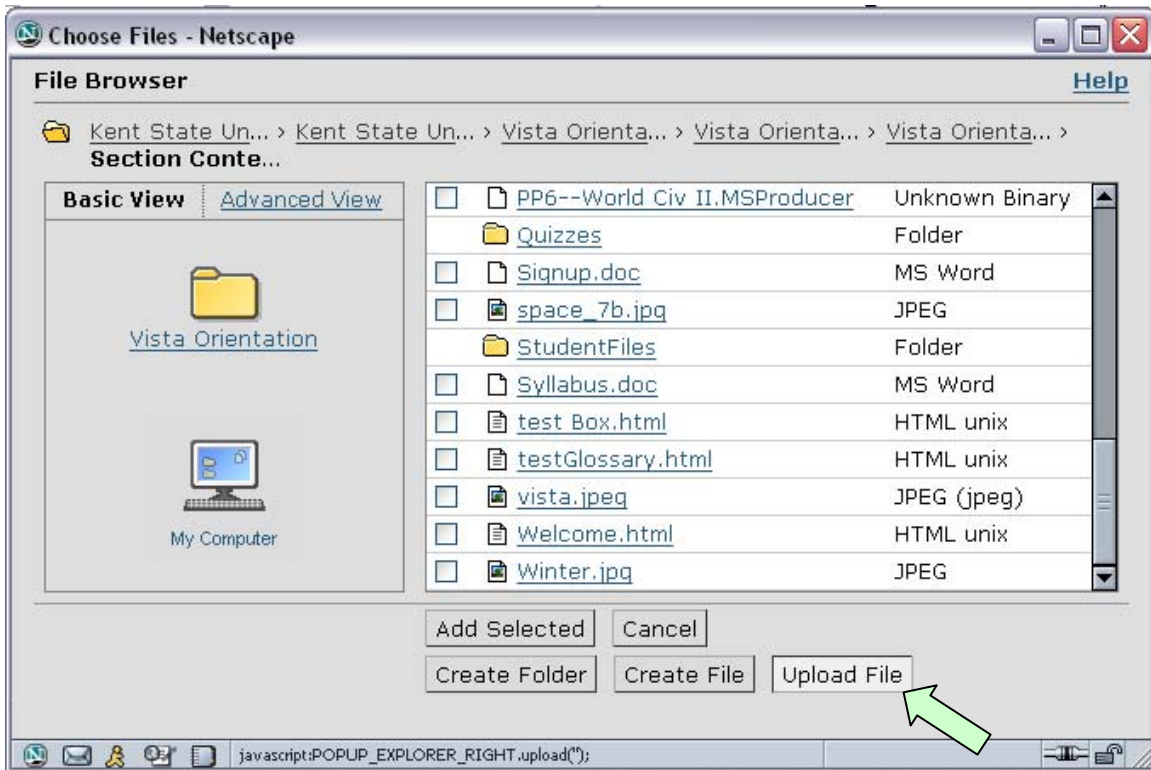 Choose Files - Netscape
File Browser
Help
Kent State Un... > Kent State Un... > Vista Orienta... > Vista Orienta... > Vista Orienta... >
Section Conte...
Basic View Advanced View
Vista Orientation
My Computer
PP6--World Civ II.MSProducer Unknown Binary
Quizzes Folder
Signup.doc MS Word
space_7b.jpg JPEG
StudentFiles Folder
Syllabus.doc MS Word
test Box.html HTML unix
testGlossary.html HTML unix
vista.jpeg JPEG (jpeg)
Welcome.html HTML unix
Winter.jpg JPEG
Add Selected Cancel
Create Folder Create File Upload File
javascript:POPUP_EXPLORER_RIGHT.upload('');